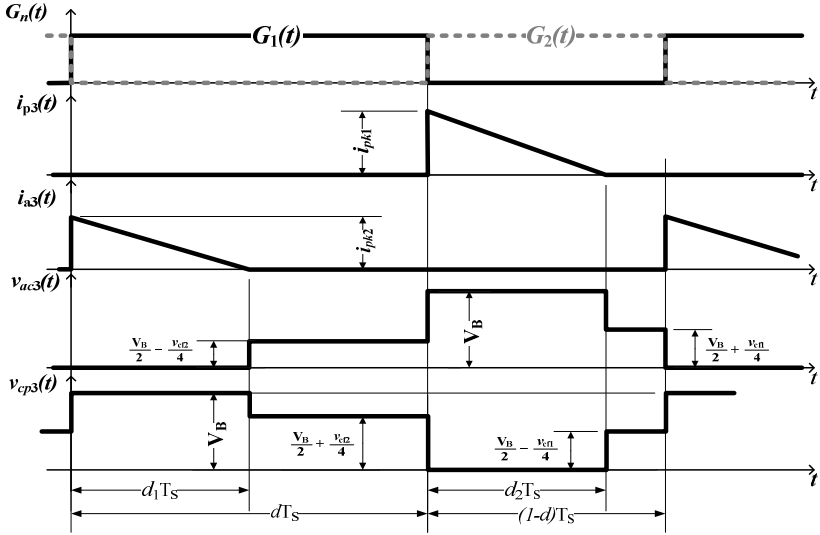 Gn(t)
G1(t)
G2(t)
t
ip3(t)
ipk1
t
ia3(t)
ipk2
t
vac3(t)
VB/2 − vcf2/4
VB
VB/2 + vcf1/4
t
vcp3(t)
VB
VB/2 + vcf2/4
VB/2 − vcf1/4
t
d1TS
d2TS
dTS
(1-d)TS